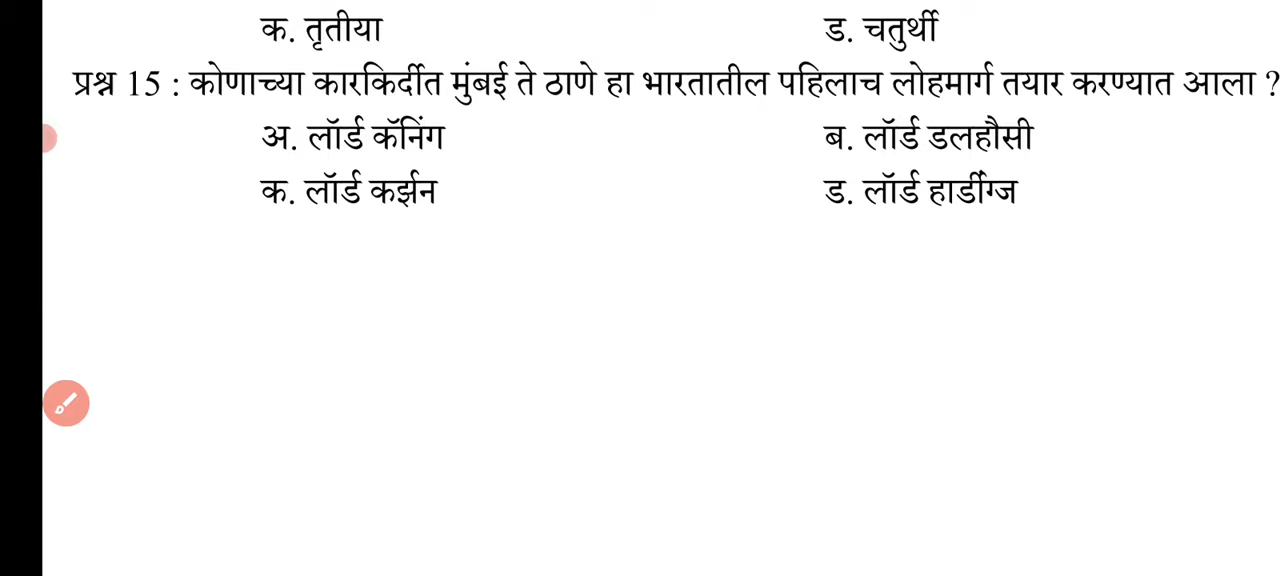 क. तृतीया ड. चतुर्थी
प्रश्न 15 : कोणाच्या कारकिर्दीत मुंबई ते ठाणे हा भारतातील पहिलाच लोहमार्ग तयार करण्यात आला ?
अ. लॉर्ड कॅनिंग ब. लॉर्ड डलहौसी
क. लॉर्ड कर्झन ड. लॉर्ड हार्डींग्ज